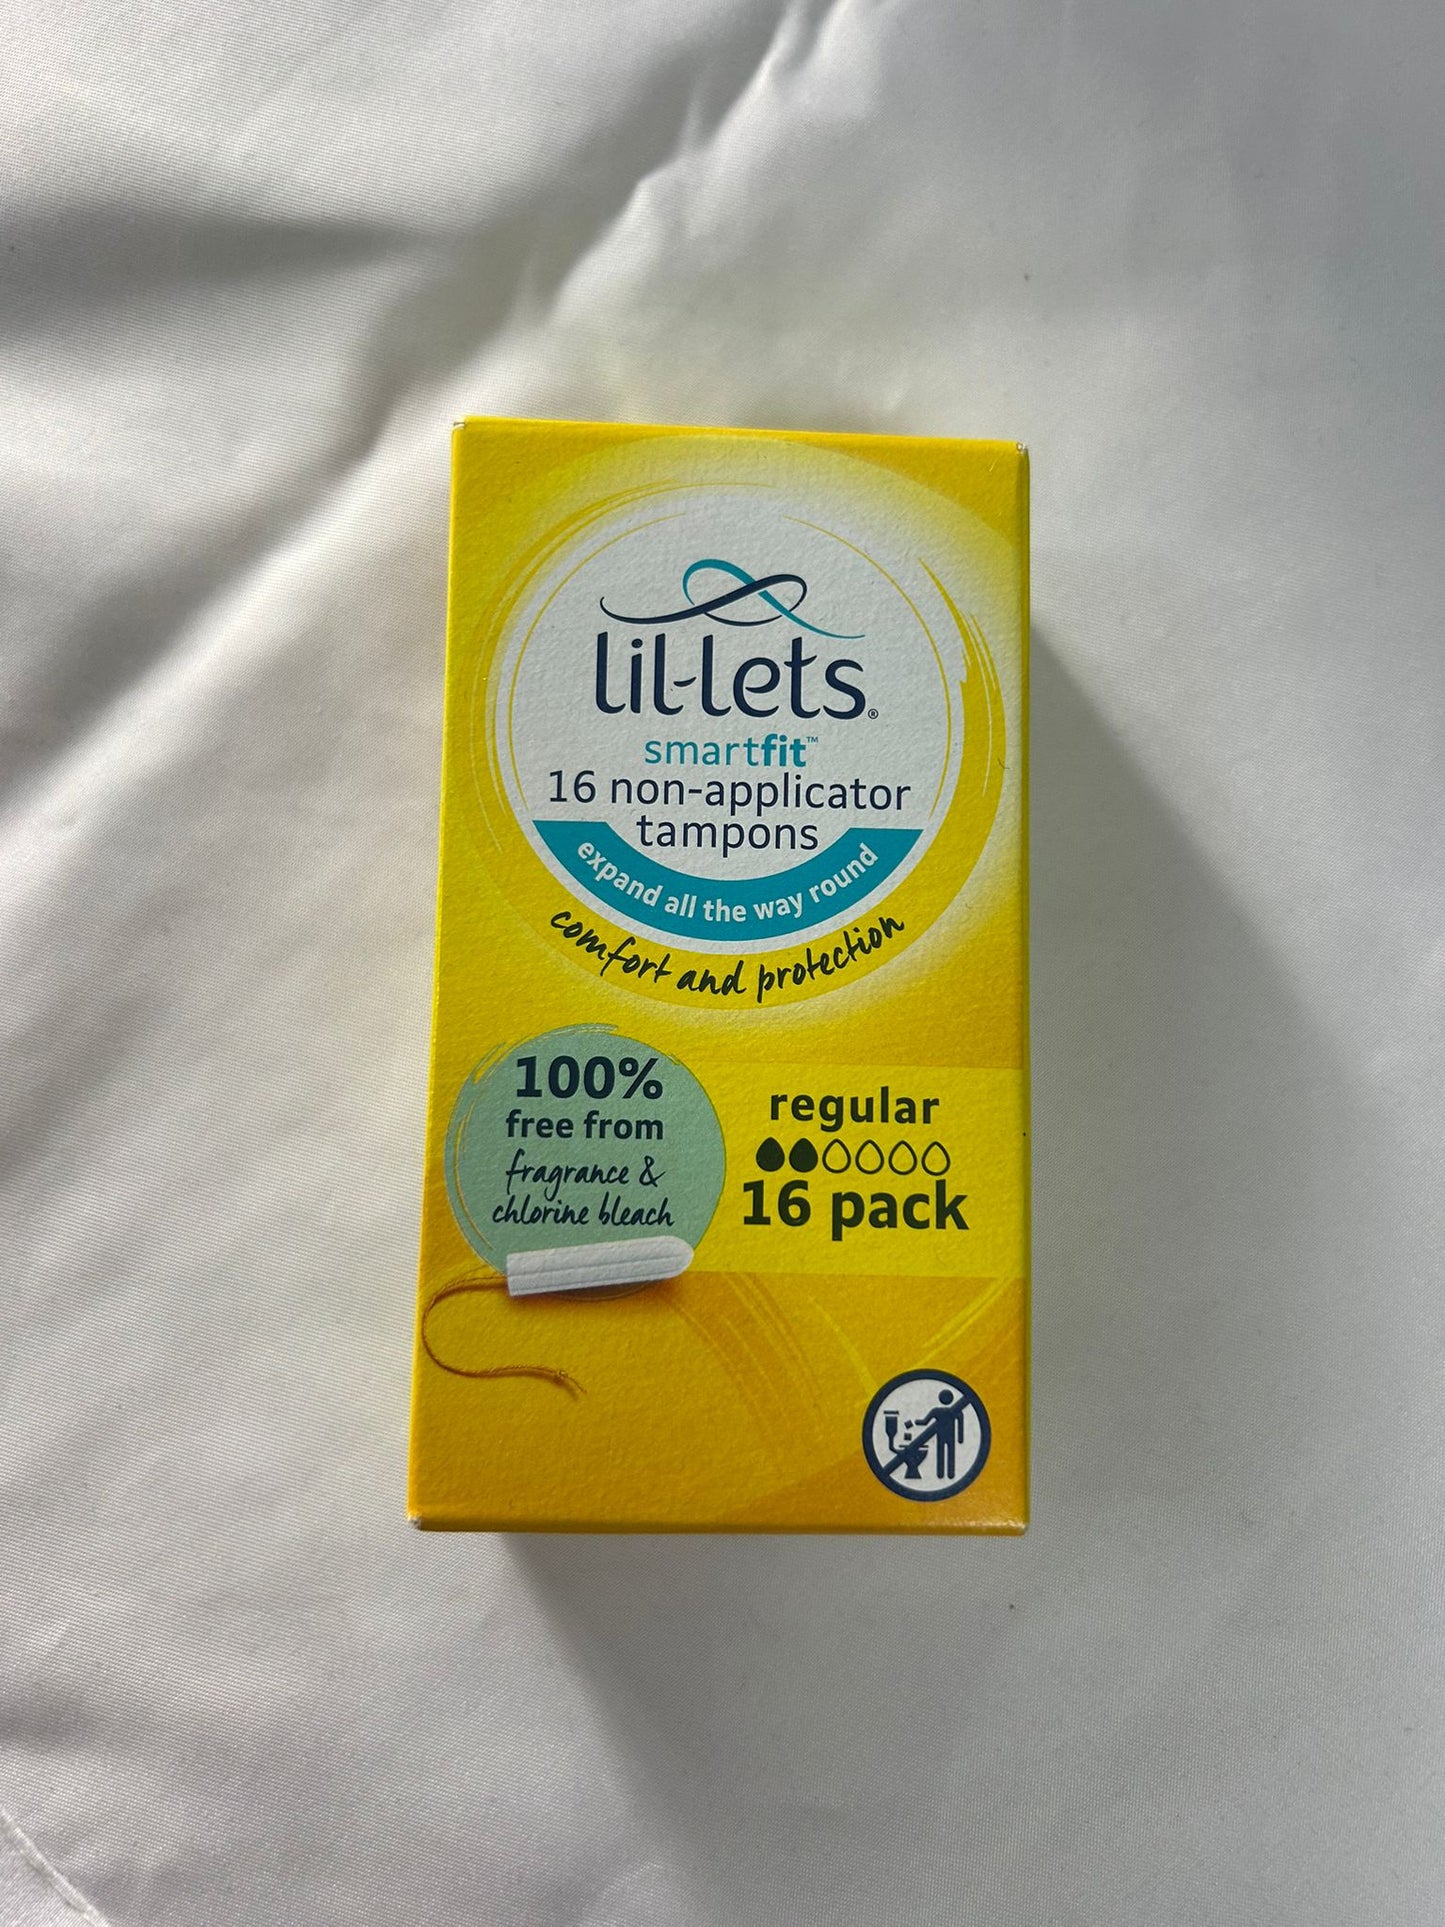 lil-lets®
smartfit™
16 non-applicator
tampons
expand all the way round
comfort and protection
100%
free from
fragrance &
chlorine bleach
regular
16 pack